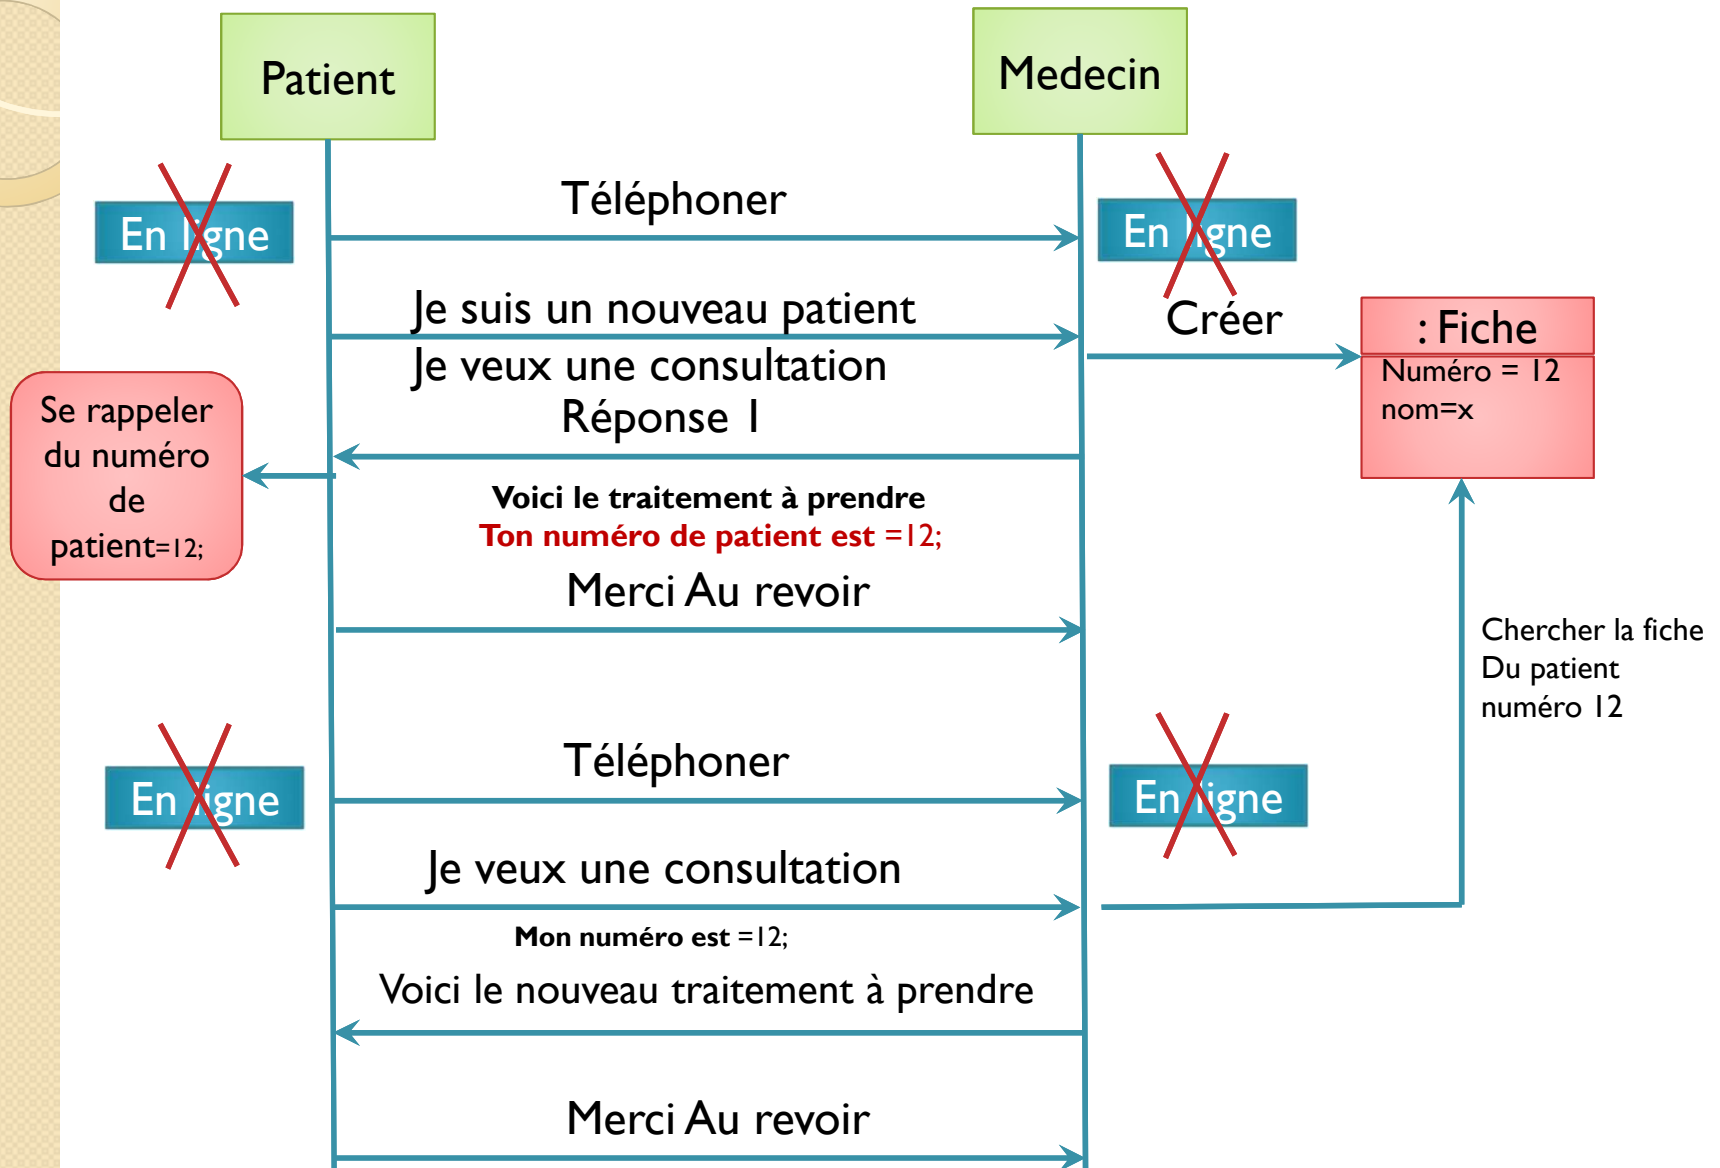 Patient
Medecin
Téléphoner
En ligne
En ligne
Je suis un nouveau patient
Créer
: Fiche
Je veux une consultation
Numéro = 12
nom=x
Se rappeler
du numéro
de
patient=12;
Réponse 1
Voici le traitement à prendre
Ton numéro de patient est =12;
Merci Au revoir
Chercher la fiche
Du patient
numéro 12
Téléphoner
En ligne
En ligne
Je veux une consultation
Mon numéro est =12;
Voici le nouveau traitement à prendre
Merci Au revoir